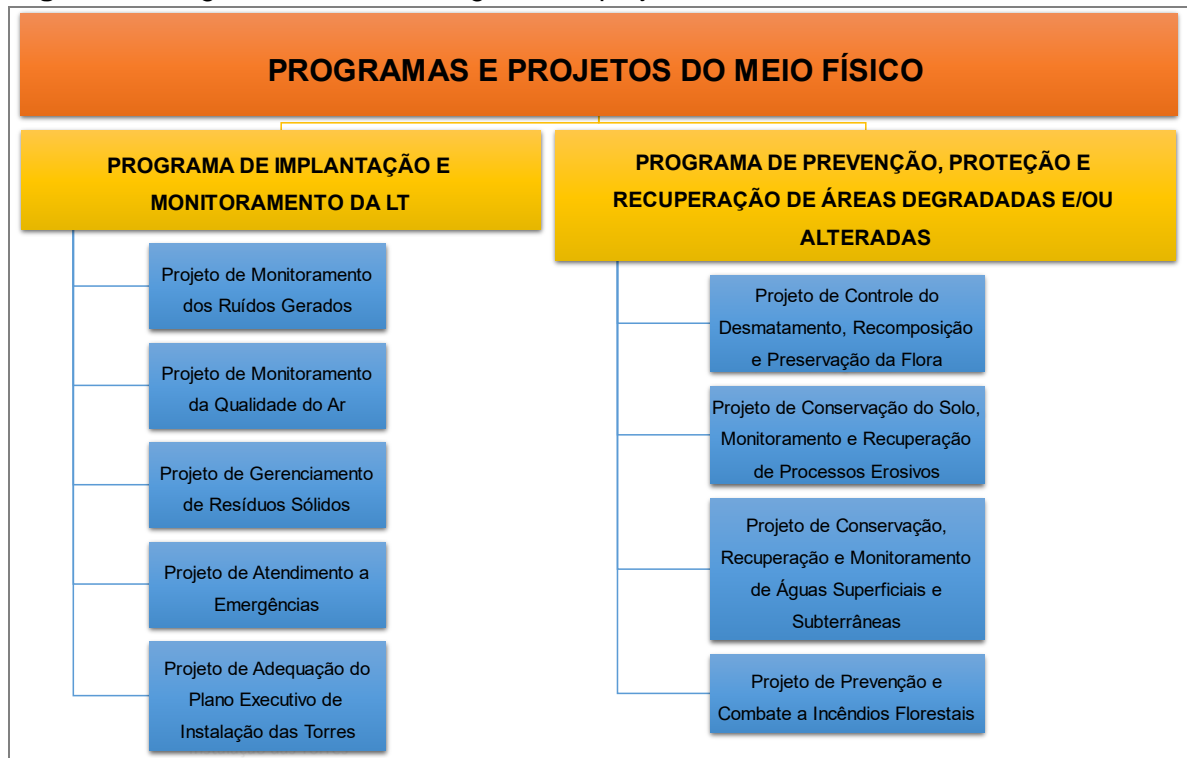 PROGRAMAS E PROJETOS DO MEIO FÍSICO
PROGRAMA DE IMPLANTAÇÃO E
MONITORAMENTO DA LT
Projeto de Monitoramento
dos Ruídos Gerados
Projeto de Monitoramento
da Qualidade do Ar
Projeto de Gerenciamento
de Resíduos Sólidos
Projeto de Atendimento a
Emergências
Projeto de Adequação do
Plano Executivo de
Instalação das Torres
PROGRAMA DE PREVENÇÃO, PROTEÇÃO E
RECUPERAÇÃO DE ÁREAS DEGRADADAS E/OU
ALTERADAS
Projeto de Controle do
Desmatamento, Recomposição
e Preservação da Flora
Projeto de Conservação do Solo,
Monitoramento e Recuperação
de Processos Erosivos
Projeto de Conservação,
Recuperação e Monitoramento
de Águas Superficiais e
Subterrâneas
Projeto de Prevenção e
Combate a Incêndios Florestais